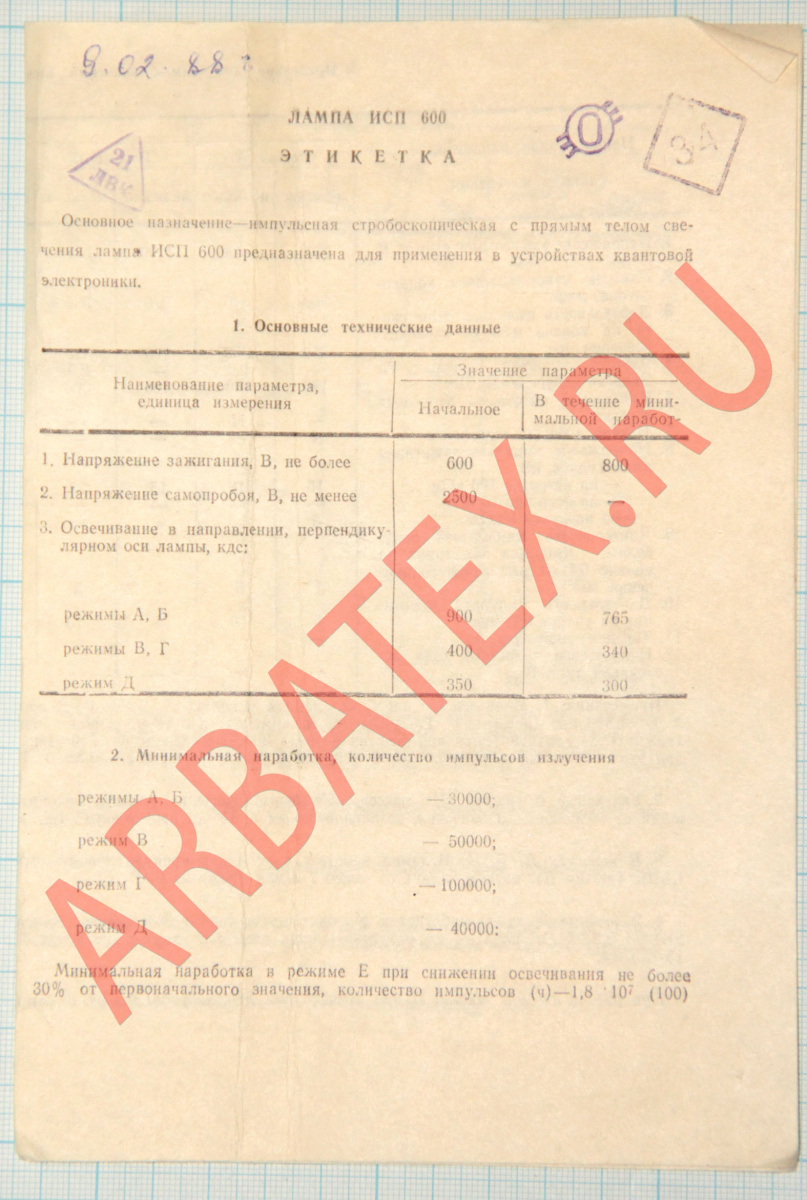 9.02.88 г
ЛАМПА ИСП 600
ЭТИКЕТКА
21
ЛВК
0
34
Основное назначение—импульсная стробоскопическая с прямым телом све-
чения лампа ИСП 600 предназначена для применения в устройствах квантовой
электроники.
1. Основные технические данные
Наименование параметра,
единица измерения
Значение параметра
Начальное
В течение мини-
мальной наработ-
1. Напряжение зажигания, В, не более 600 800
2. Напряжение самопробоя, В, не менее 2500 —
3. Освечивание в направлении, перпендику-
лярном оси лампы, кдс:
режимы А, Б 900 765
режимы В, Г 400 340
режим Д 350 300
2. Минимальная наработка, количество импульсов излучения
режимы А, Б — 30000;
режим В — 50000;
режим Г — 100000;
режим Д — 40000:
Минимальная наработка в режиме Е при снижении освечивания не более
30% от первоначального значения, количество импульсов (ч)—1,8 · 10⁷ (100)
ARBATEX.RU